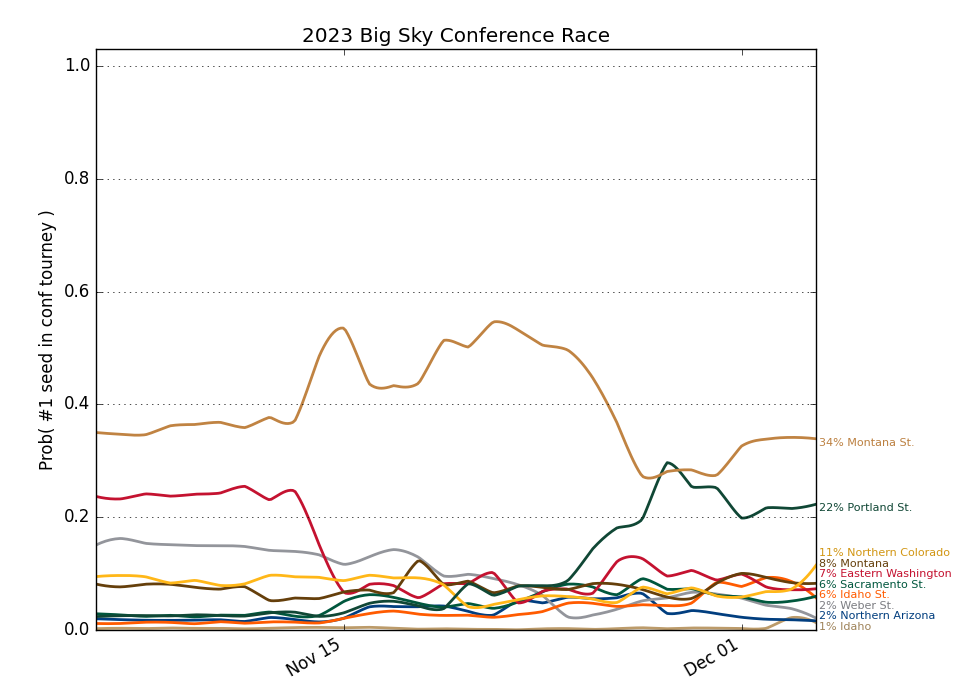 2023 Big Sky Conference Race
Prob( #1 seed in conf tourney )
1.0
0.8
0.6
0.4
0.2
0.0
Nov 15
Dec 01
34% Montana St.
22% Portland St.
11% Northern Colorado
8% Montana
7% Eastern Washington
6% Sacramento St.
6% Idaho St.
2% Weber St.
2% Northern Arizona
1% Idaho